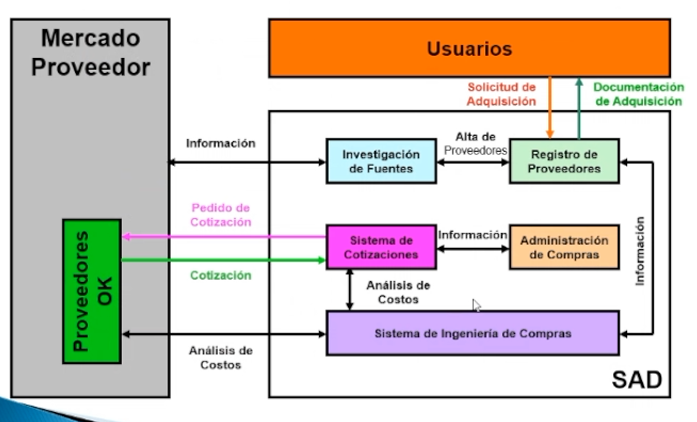 Mercado
Proveedor
Usuarios
Solicitud de
Adquisición
Documentación
de Adquisición
Información
Investigación
de Fuentes
Alta de
Proveedores
Registro de
Proveedores
Pedido de
Cotización
Cotización
Proveedores
OK
Sistema de
Cotizaciones
Información
Administración
de Compras
Información
Análisis de
Costos
Sistema de Ingeniería de Compras
Análisis de
Costos
SAD